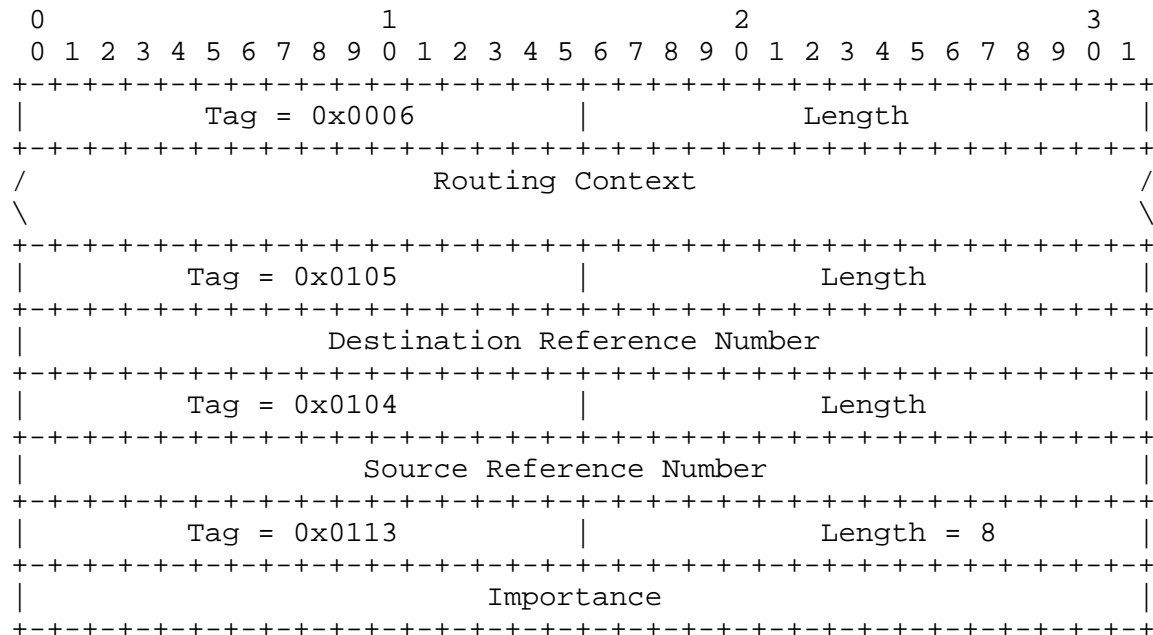 0                   1                   2                   3
 0 1 2 3 4 5 6 7 8 9 0 1 2 3 4 5 6 7 8 9 0 1 2 3 4 5 6 7 8 9 0 1
+-+-+-+-+-+-+-+-+-+-+-+-+-+-+-+-+-+-+-+-+-+-+-+-+-+-+-+-+-+-+-+-+
|          Tag = 0x0006         |            Length             |
+-+-+-+-+-+-+-+-+-+-+-+-+-+-+-+-+-+-+-+-+-+-+-+-+-+-+-+-+-+-+-+-+
/                       Routing Context                         /
\                                                               \
+-+-+-+-+-+-+-+-+-+-+-+-+-+-+-+-+-+-+-+-+-+-+-+-+-+-+-+-+-+-+-+-+
|         Tag = 0x0105          |             Length            |
+-+-+-+-+-+-+-+-+-+-+-+-+-+-+-+-+-+-+-+-+-+-+-+-+-+-+-+-+-+-+-+-+
|                 Destination Reference Number                  |
+-+-+-+-+-+-+-+-+-+-+-+-+-+-+-+-+-+-+-+-+-+-+-+-+-+-+-+-+-+-+-+-+
|         Tag = 0x0104          |             Length            |
+-+-+-+-+-+-+-+-+-+-+-+-+-+-+-+-+-+-+-+-+-+-+-+-+-+-+-+-+-+-+-+-+
|                   Source Reference Number                     |
+-+-+-+-+-+-+-+-+-+-+-+-+-+-+-+-+-+-+-+-+-+-+-+-+-+-+-+-+-+-+-+-+
|         Tag = 0x0113          |             Length = 8        |
+-+-+-+-+-+-+-+-+-+-+-+-+-+-+-+-+-+-+-+-+-+-+-+-+-+-+-+-+-+-+-+-+
|                          Importance                           |
+-+-+-+-+-+-+-+-+-+-+-+-+-+-+-+-+-+-+-+-+-+-+-+-+-+-+-+-+-+-+-+-+